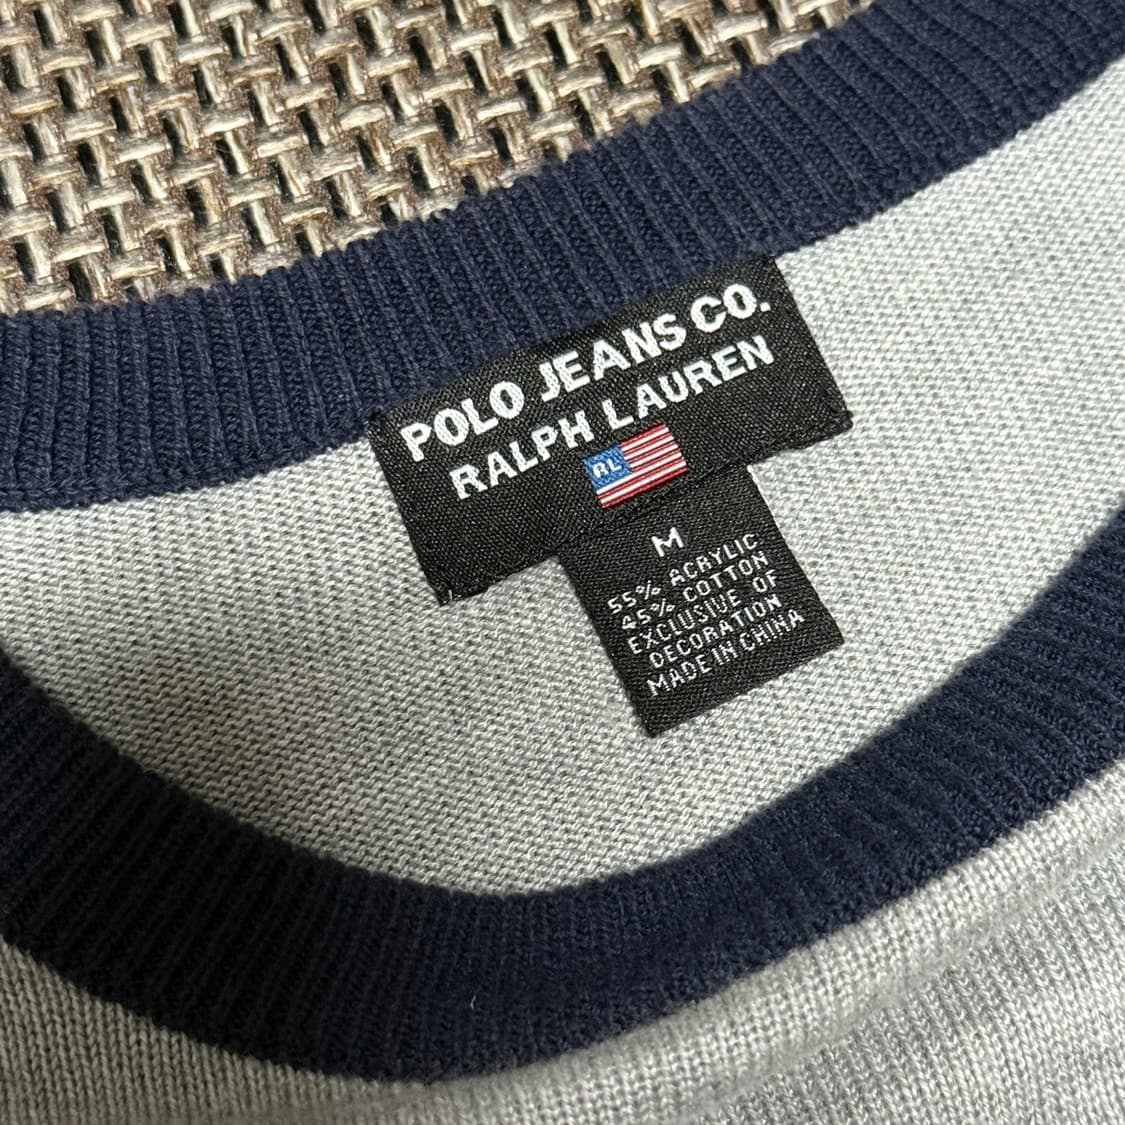 POLO JEANS CO.
RALPH LAUREN
RL
M
55% ACRYLIC
45% COTTON
EXCLUSIVE OF
DECORATION
MADE IN CHINA